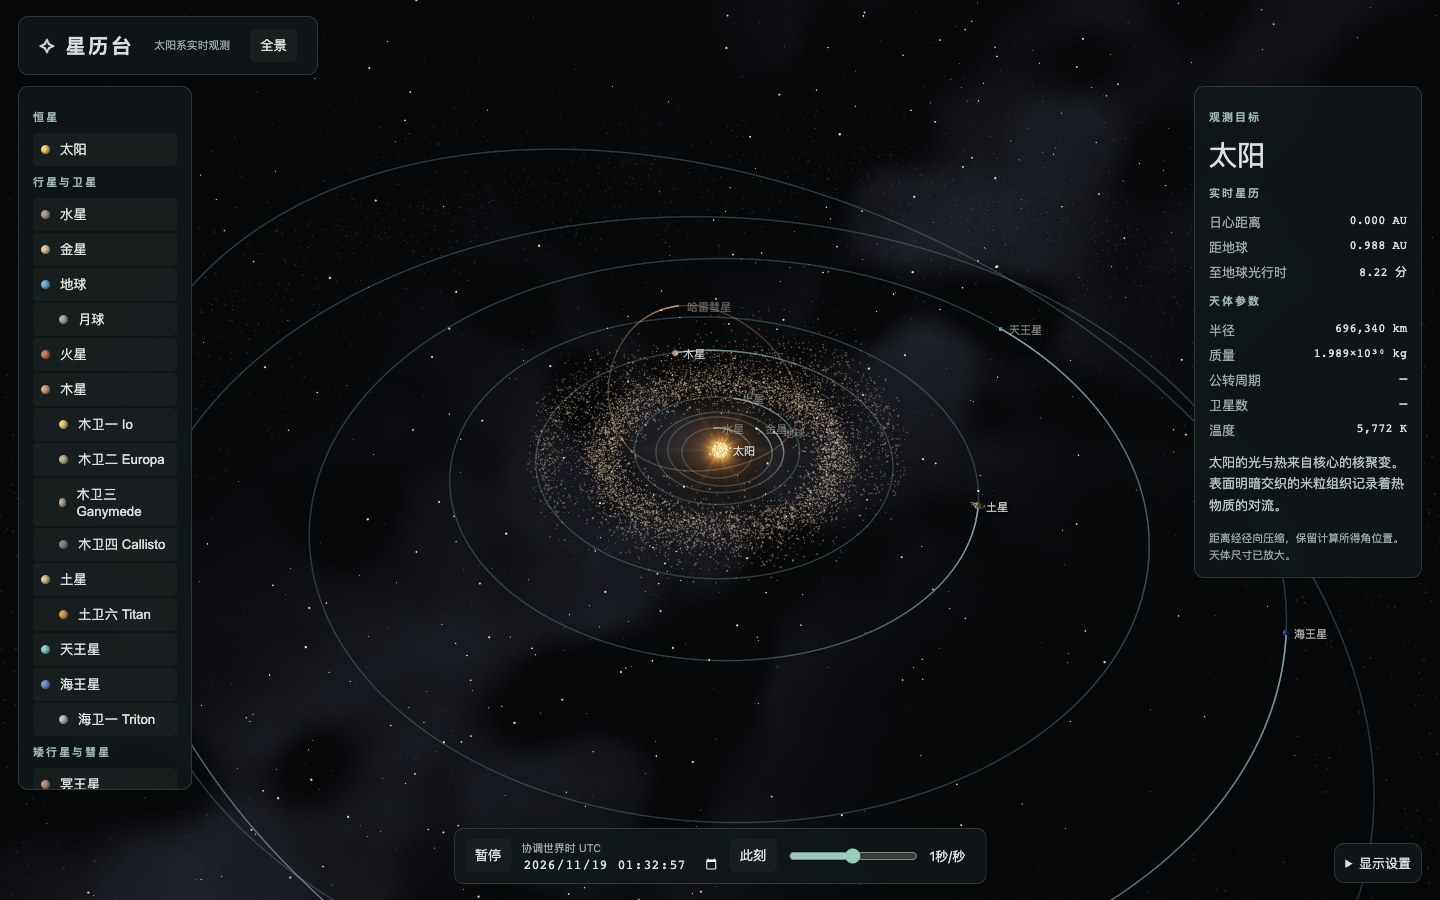 星历台
太阳系实时观测
全景
恒星
太阳
行星与卫星
水星
金星
地球
月球
火星
木星
木卫一 Io
木卫二 Europa
木卫三
Ganymede
木卫四 Callisto
土星
土卫六 Titan
天王星
海王星
海卫一 Triton
矮行星与彗星
冥王星
哈雷彗星
木星
天王星
火星
水星
金星
地球
太阳
土星
海王星
观测目标
太阳
实时星历
日心距离 0.000 AU
距地球 0.988 AU
至地球光行时 8.22 分
天体参数
半径 696,340 km
质量 1.989×10³⁰ kg
公转周期 —
卫星数 —
温度 5,772 K
太阳的光与热来自核心的核聚变。
表面明暗交织的米粒组织记录着热
物质的对流。
距离经径向压缩，保留计算所得角位置。
天体尺寸已放大。
暂停
协调世界时 UTC
2026/11/19 01:32:57
此刻
1秒/秒
显示设置